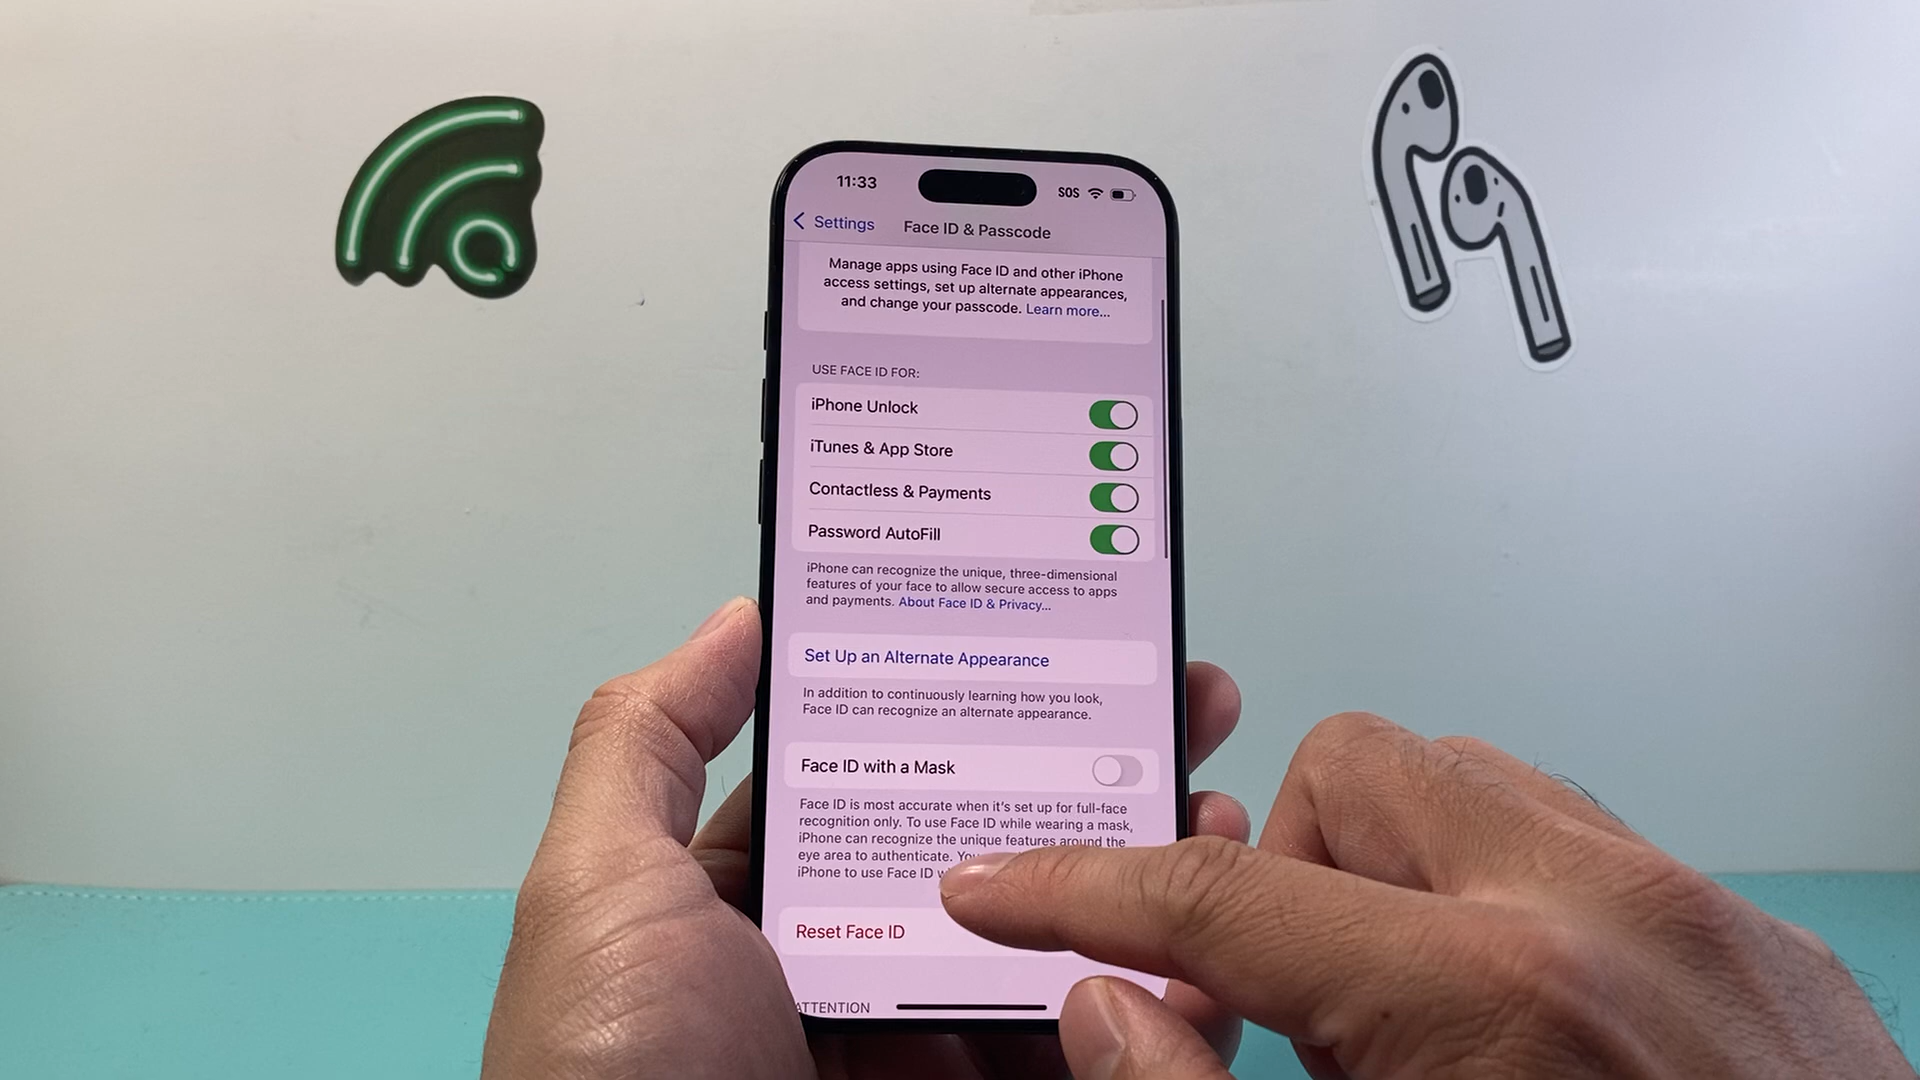 11:33
SOS
Settings
Face ID & Passcode
Manage apps using Face ID and other iPhone
access settings, set up alternate appearances,
and change your passcode. Learn more...
USE FACE ID FOR:
iPhone Unlock
iTunes & App Store
Contactless & Payments
Password AutoFill
iPhone can recognize the unique, three-dimensional
features of your face to allow secure access to apps
and payments. About Face ID & Privacy...
Set Up an Alternate Appearance
In addition to continuously learning how you look,
Face ID can recognize an alternate appearance.
Face ID with a Mask
Face ID is most accurate when it's set up for full-face
recognition only. To use Face ID while wearing a mask,
iPhone can recognize the unique features around the
eye area to authenticate.
iPhone to use Face ID
Reset Face ID
ATTENTION